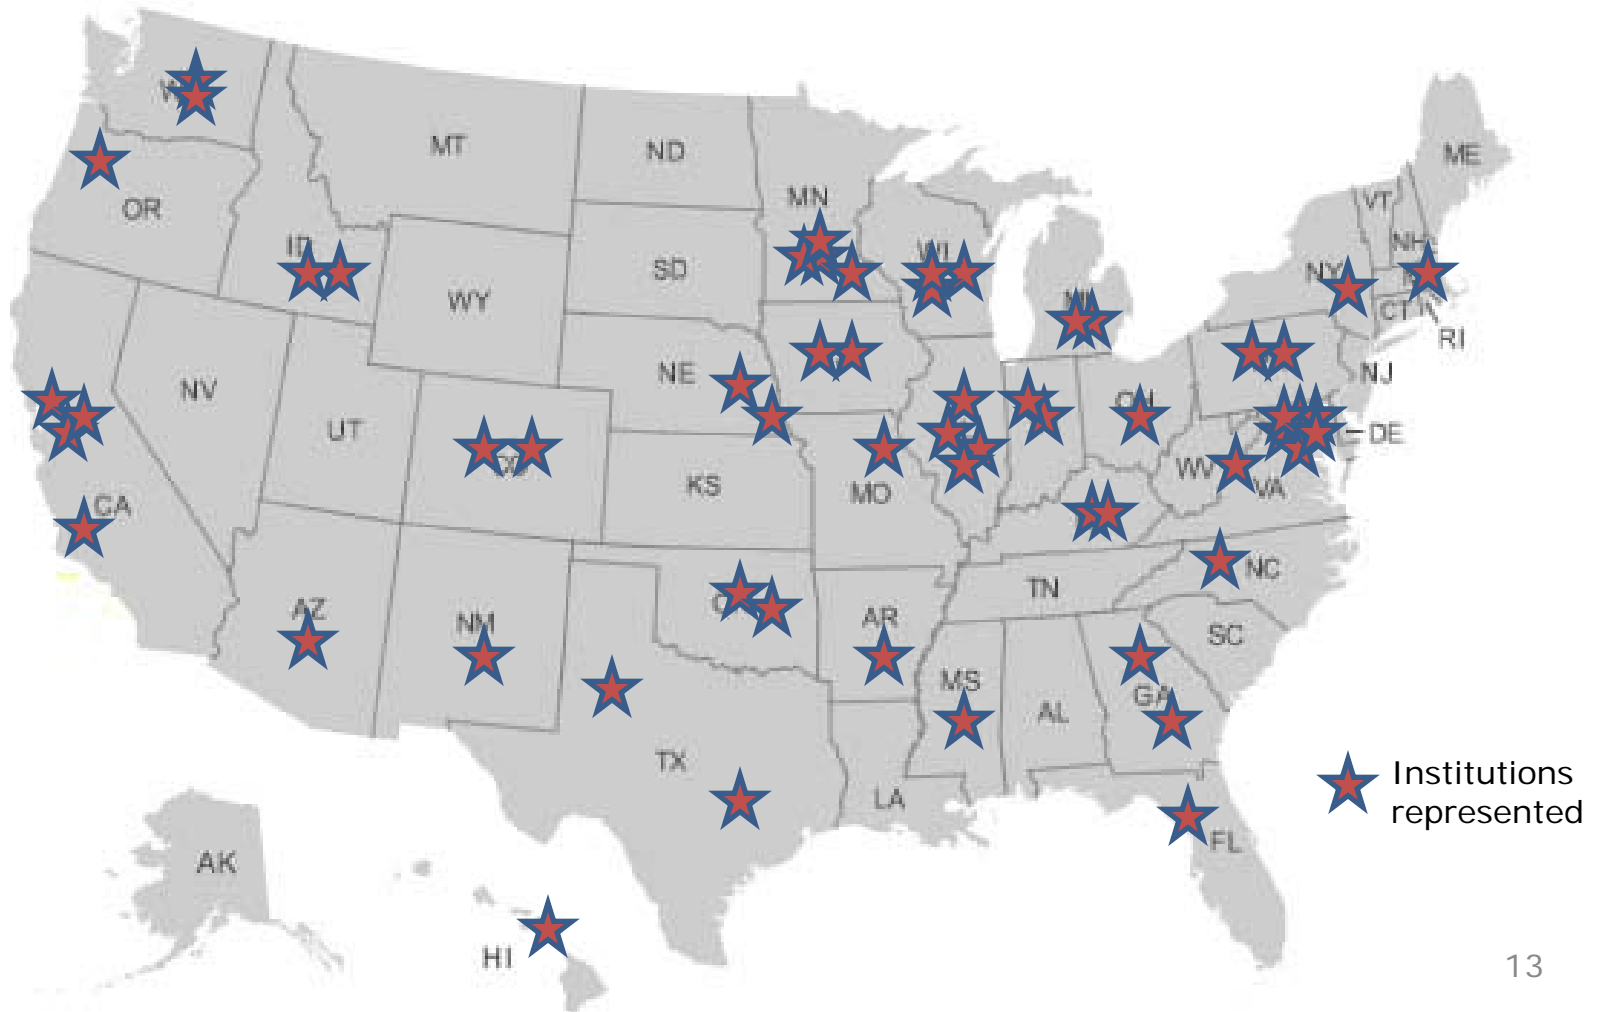 ME
MT
ND
VT
MN
OR
NH
SD
NY
WY
CT
RI
NE
NJ
NV
UT
DE
WV
KS
VA
MO
CA
NC
TN
AZ
AR
NM
SC
MS
GA
AL
TX
LA
Institutions
represented
FL
AK
HI
13